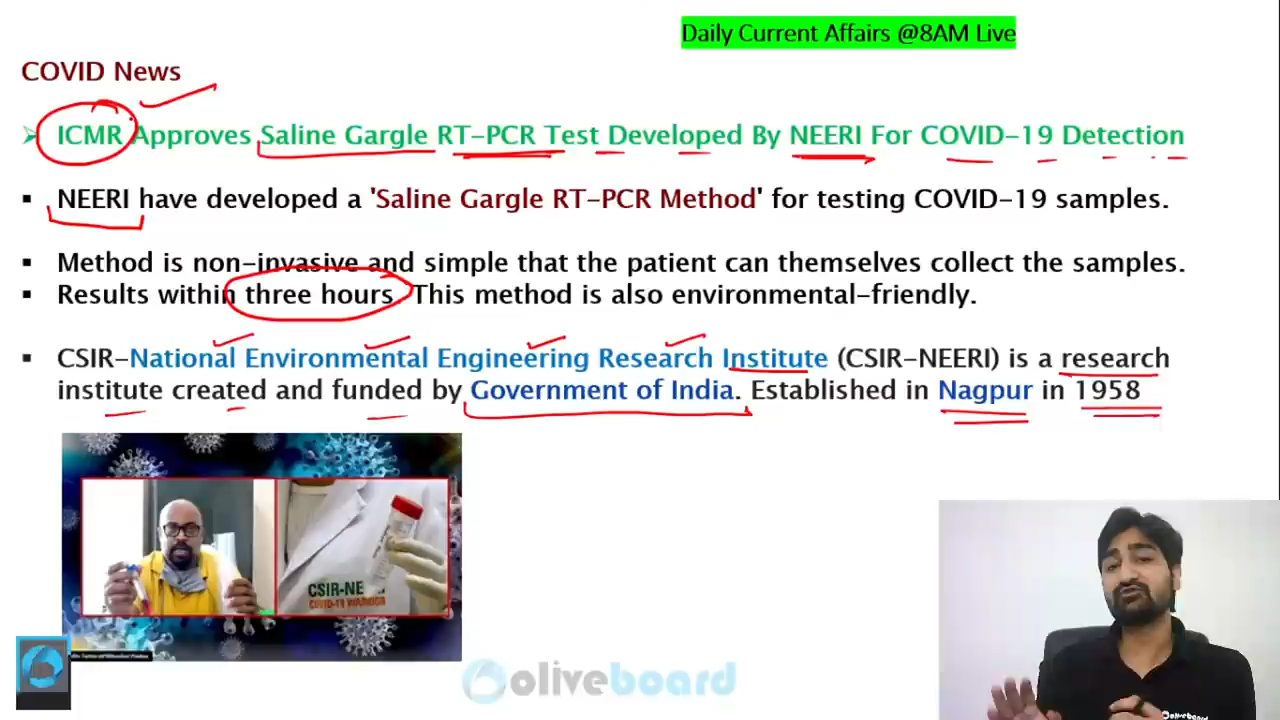 Daily Current Affairs @8AM Live
COVID News
ICMR Approves Saline Gargle RT-PCR Test Developed By NEERI For COVID-19 Detection
NEERI have developed a 'Saline Gargle RT-PCR Method' for testing COVID-19 samples.
Method is non-invasive and simple that the patient can themselves collect the samples.
Results within three hours. This method is also environmental-friendly.
CSIR-National Environmental Engineering Research Institute (CSIR-NEERI) is a research
institute created and funded by Government of India. Established in Nagpur in 1958
CSIR-NE
COVID-19 WARRIOR
oliveboard
oliveboard